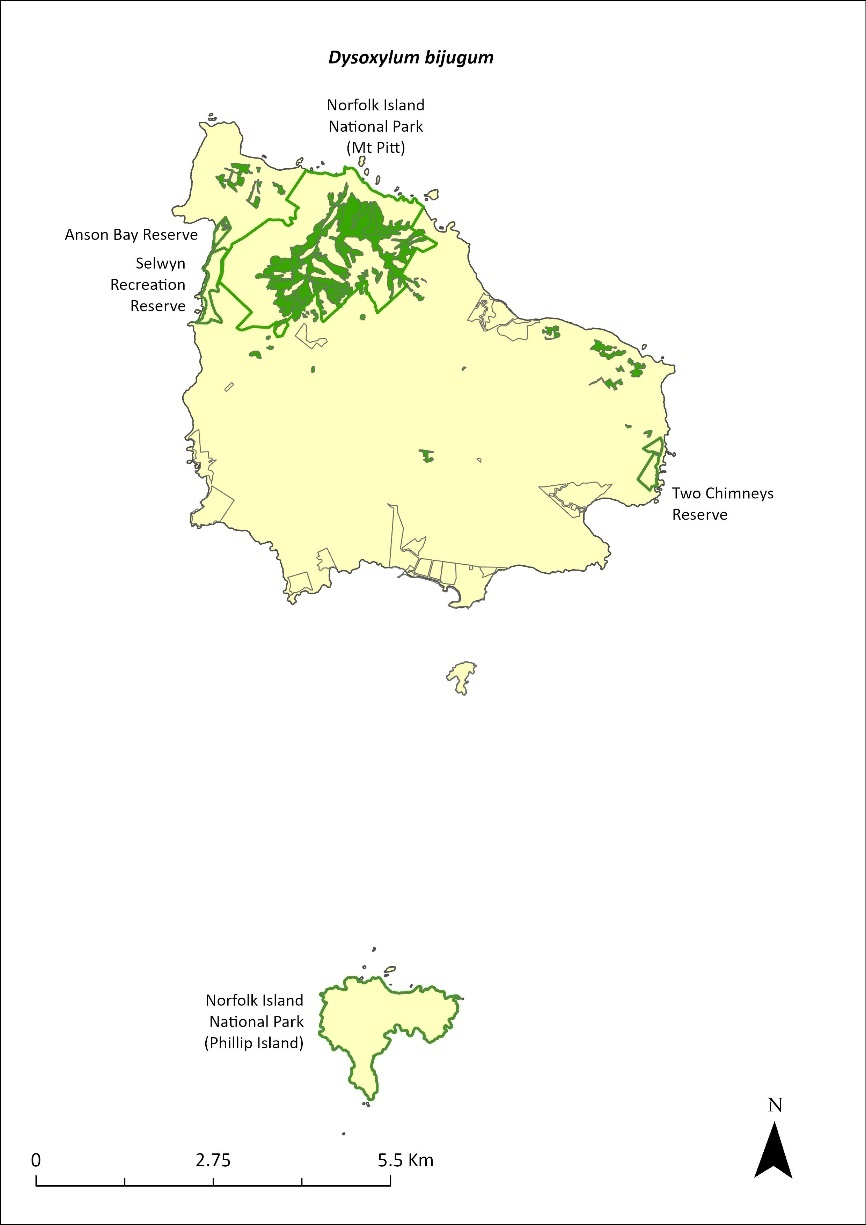 Dysoxylum bijugum
Norfolk Island
National Park
(Mt Pitt)
Anson Bay Reserve
Selwyn
Recreation
Reserve
Two Chimneys
Reserve
Norfolk Island
National Park
(Phillip Island)
N
0 2.75 5.5 Km